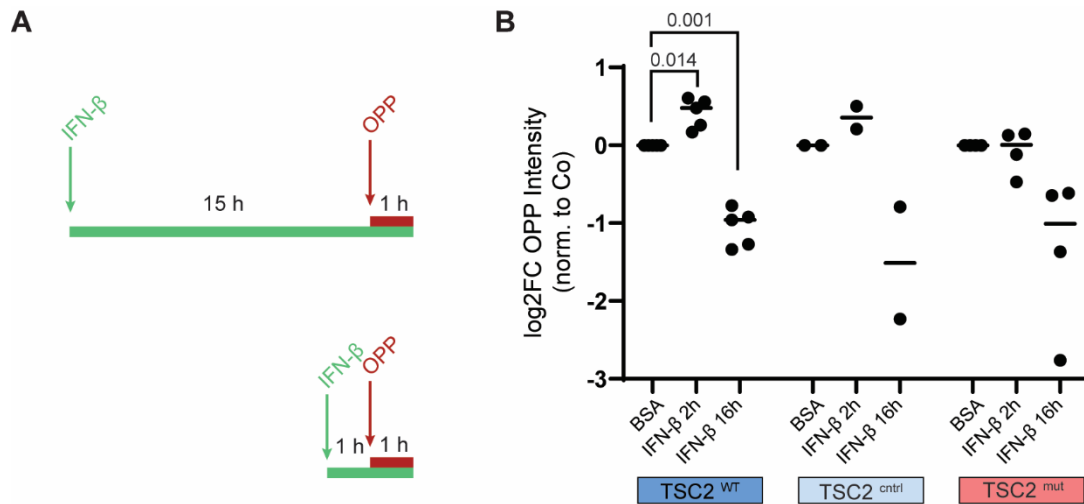 A
IFN-β
OPP
15 h
1 h
IFN-β
OPP
1 h
1 h
B
0.001
0.014
log2FC OPP Intensity
(norm. to Co)
1
0
-1
-2
-3
BSA
IFN-β 2h
IFN-β 16h
BSA
IFN-β 2h
IFN-β 16h
BSA
IFN-β 2h
IFN-β 16h
TSC2 WT
TSC2 cntrl
TSC2 mut